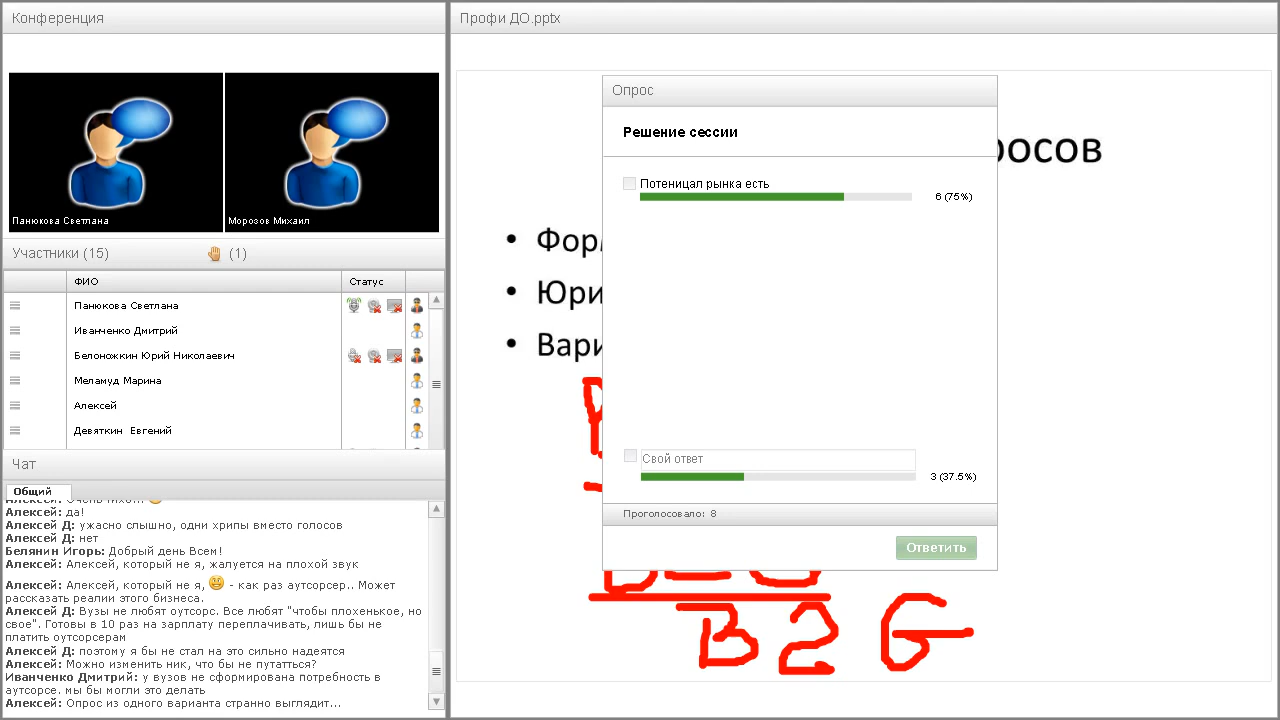 Конференция
Панюкова Светлана
Морозов Михаил
Участники (15)
(1)
ФИО
Статус
Панюкова Светлана
Иванченко Дмитрий
Белоножкин Юрий Николаевич
Меламуд Марина
Алексей
Девяткин Евгений
Чат
Общий
Алексей: да!
Алексей Д: ужасно слышно, одни хрипы вместо голосов
Алексей Д: нет
Белянин Игорь: Добрый день Всем!
Алексей: Алексей, который не я, жалуется на плохой звук
Алексей: Алексей, который не я, - как раз аутсорсер.. Может
рассказать реалии этого бизнеса.
Алексей Д: Вузы не любят оутсорс. Все любят "чтобы плохенькое, но
свое". Готовы в 10 раз на зарплату переплачивать, лишь бы не
платить оутсорсерам
Алексей Д: поэтому я бы не стал на это сильно надеятся
Алексей: Можно изменить ник, что бы не путатться?
Иванченко Дмитрий: у вузов не сформирована потребность в
аутсорсе. мы бы могли это делать
Алексей: Опрос из одного варианта странно выглядит...
Профи ДО.pptx
росов
• Фор
• Юри
• Вари
Опрос
Решение сессии
Потеницал рынка есть
6 (75%)
Свой ответ
3 (37.5%)
Проголосовало: 8
Ответить
B2G